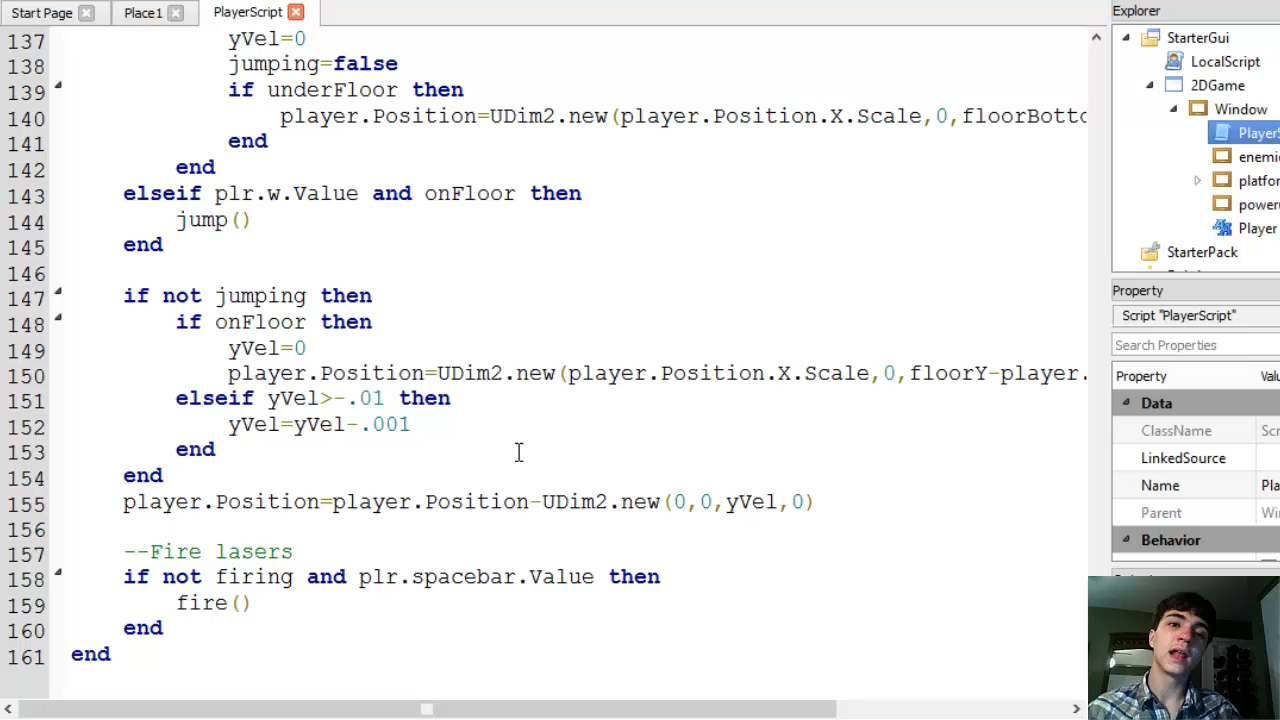 Start Page
Place1
PlayerScript
137 yVel=0
138 jumping=false
139 if underFloor then
140 player.Position=UDim2.new(player.Position.X.Scale,0,floorBotto
141 end
142 end
143 elseif plr.w.Value and onFloor then
144 jump()
145 end
146
147 if not jumping then
148 if onFloor then
149 yVel=0
150 player.Position=UDim2.new(player.Position.X.Scale,0,floorY-player.
151 elseif yVel>-.01 then
152 yVel=yVel-.001
153 end
154 end
155 player.Position=player.Position-UDim2.new(0,0,yVel,0)
156
157 --Fire lasers
158 if not firing and plr.spacebar.Value then
159 fire()
160 end
161 end
Explorer
StarterGui
LocalScript
2DGame
Window
PlayerS
enemie
platfor
poweru
Player
StarterPack
Property
Script "PlayerScript"
Search Properties
Property Valu
Data
ClassName Scr
LinkedSource
Name Pla
Parent Win
Behavior